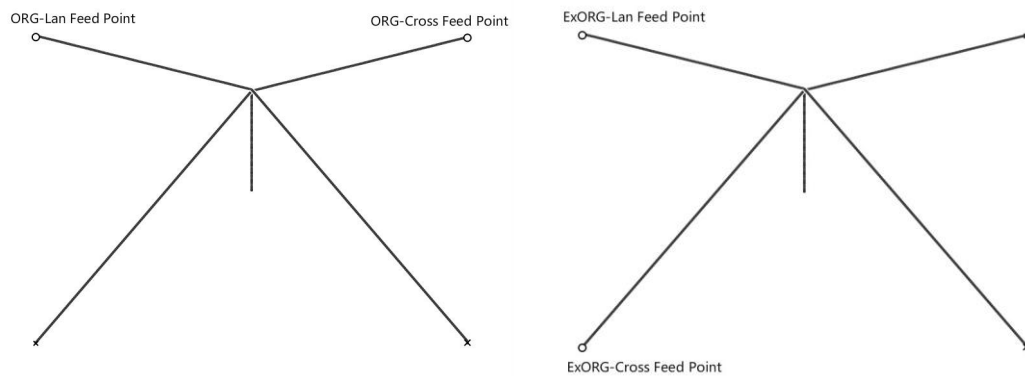 ORG-Lan Feed Point
ORG-Cross Feed Point
ExORG-Lan Feed Point
ExORG-Cross Feed Point